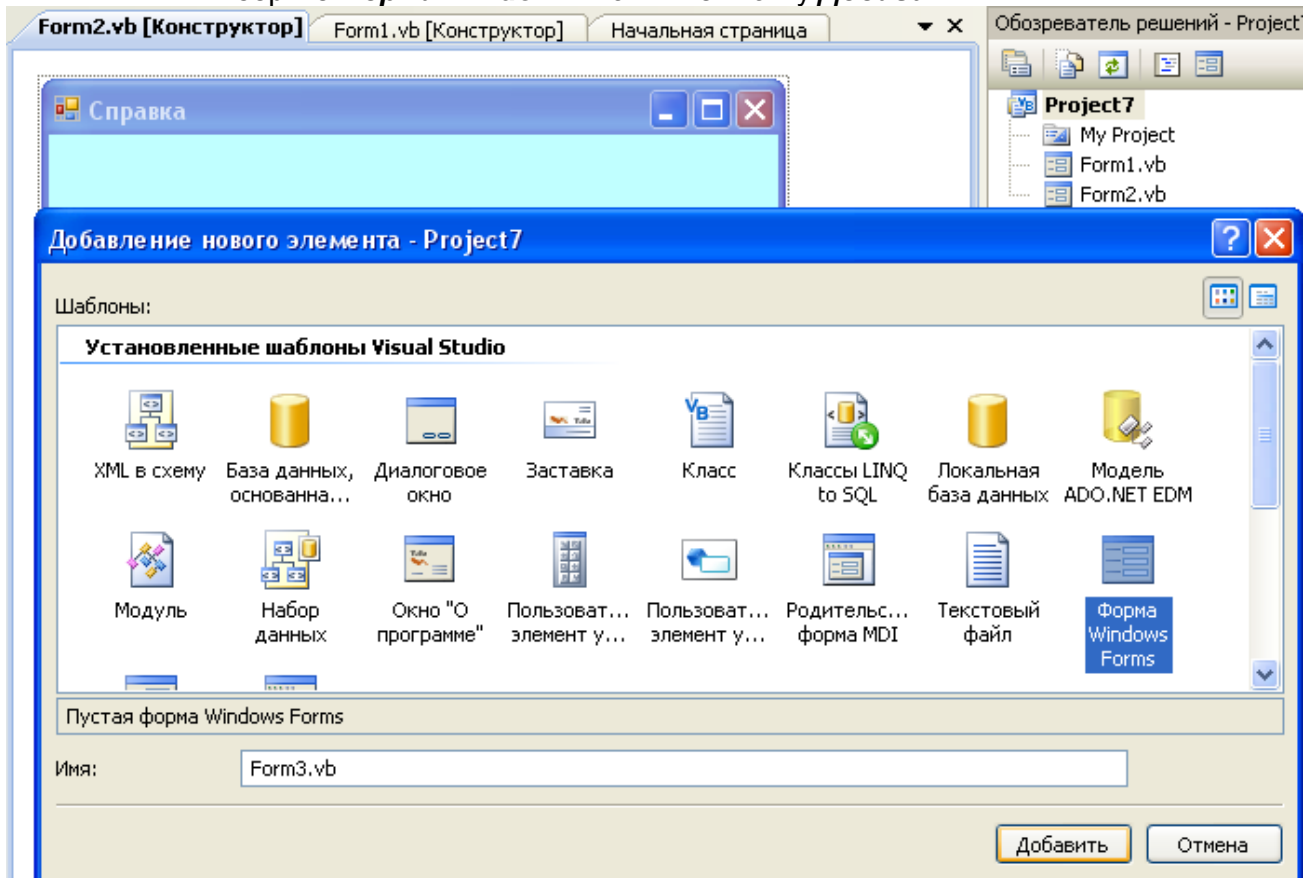 Form2.vb [Конструктор] Form1.vb [Конструктор] Начальная страница
Обозреватель решений - Project
Справка
Project7
My Project
Form1.vb
Form2.vb
Добавление нового элемента - Project7
Шаблоны:
Установленные шаблоны Visual Studio
XML в схему
База данных,
основанна...
Диалоговое
окно
Заставка
Класс
Классы LINQ
to SQL
Локальная
база данных
Модель
ADO.NET EDM
Модуль
Набор
данных
Окно "О
программе"
Пользоват...
элемент у...
Пользоват...
элемент у...
Родительс...
форма MDI
Текстовый
файл
Форма
Windows
Forms
Пустая форма Windows Forms
Имя:
Form3.vb
Добавить
Отмена